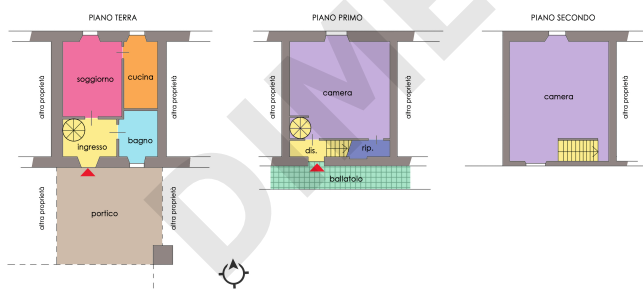 PIANO TERRA
PIANO PRIMO
PIANO SECONDO
altra proprietà
soggiorno
cucina
altra proprietà
ingresso
bagno
altra proprietà
portico
altra proprietà
altra proprietà
camera
altra proprietà
dis.
rip.
ballatoio
altra proprietà
camera
altra proprietà
DIME